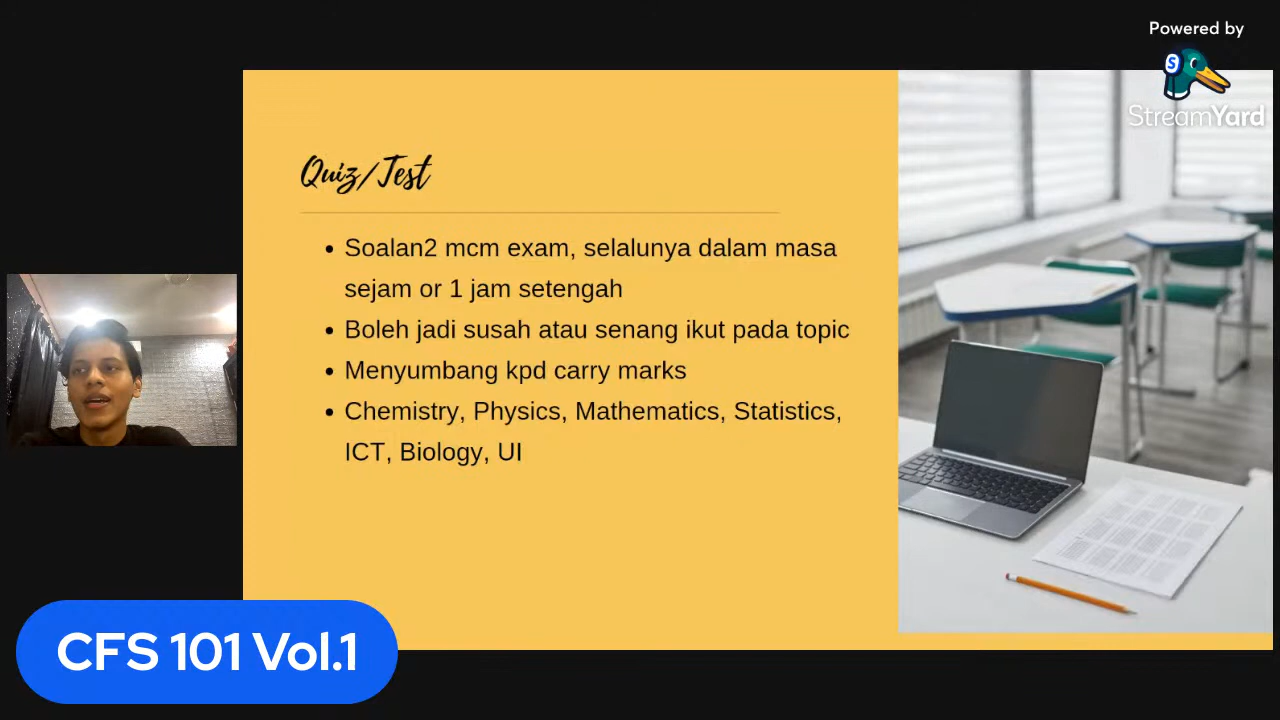 Powered by
StreamYard
Quiz/Test
Soalan2 mcm exam, selalunya dalam masa
sejam or 1 jam setengah
Boleh jadi susah atau senang ikut pada topic
Menyumbang kpd carry marks
Chemistry, Physics, Mathematics, Statistics,
ICT, Biology, UI
CFS 101 Vol.1